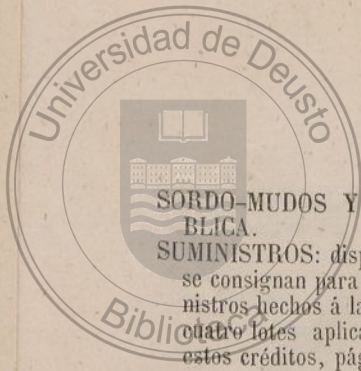 Universidad de Deusto
SORDO-MUDOS Y
BLICA.
SUMINISTROS: disp
se consignan para
nistros hechos á la
cuatro lotes aplica
estos créditos, pág
Biblioteca